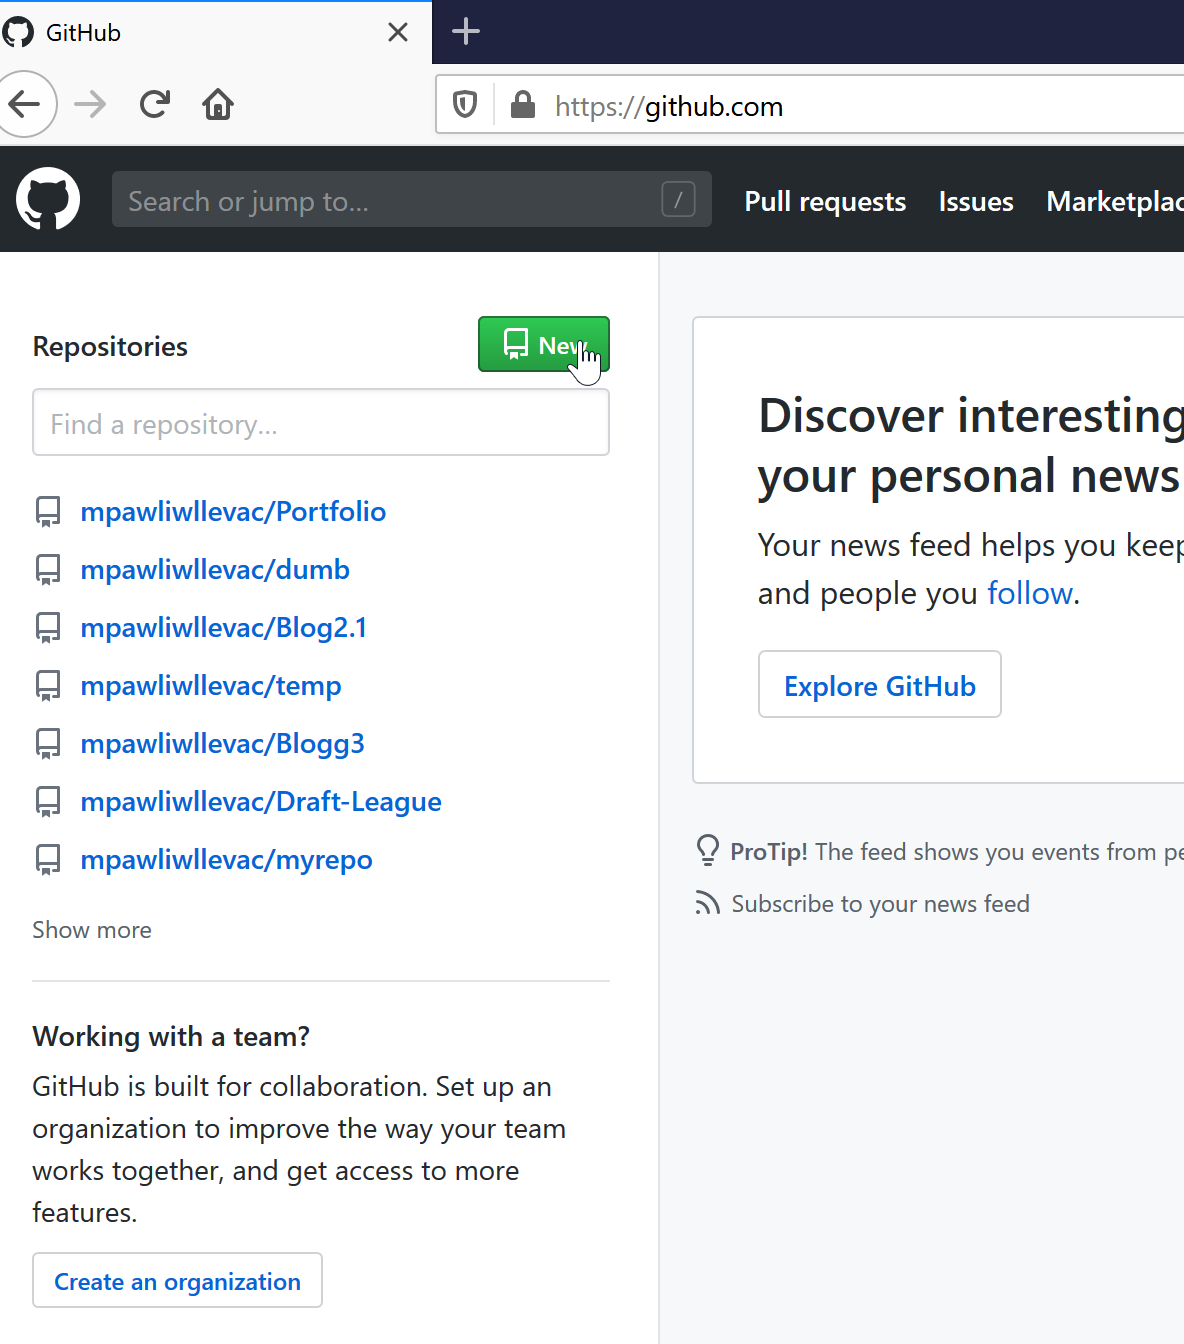 GitHub
https://github.com
Search or jump to...
/
Pull requests
Issues
Marketplac
Repositories
New
Find a repository...
mpawliwllevac/Portfolio
mpawliwllevac/dumb
mpawliwllevac/Blog2.1
mpawliwllevac/temp
mpawliwllevac/Blogg3
mpawliwllevac/Draft-League
mpawliwllevac/myrepo
Show more
Working with a team?
GitHub is built for collaboration. Set up an
organization to improve the way your team
works together, and get access to more
features.
Create an organization
Discover interesting
your personal news
Your news feed helps you keep
and people you follow.
Explore GitHub
ProTip! The feed shows you events from pe
Subscribe to your news feed